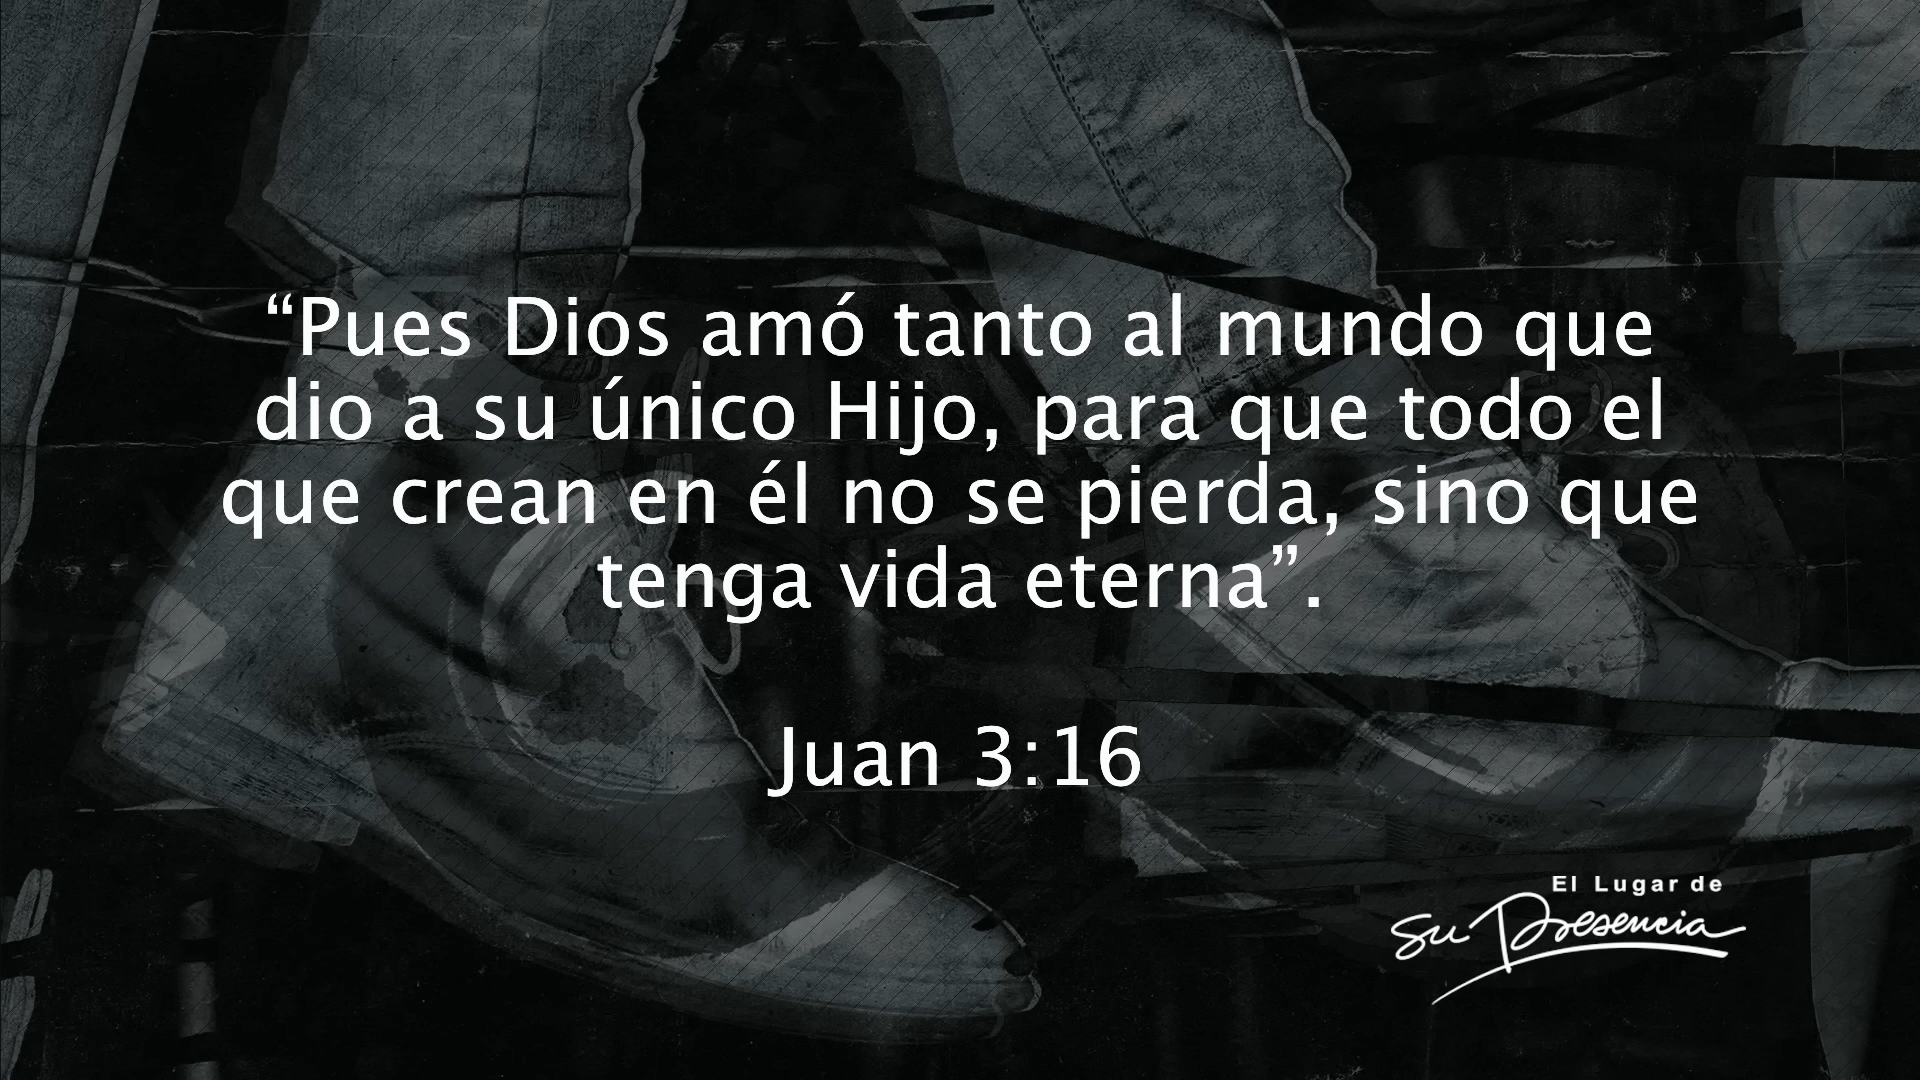 “Pues Dios amó tanto al mundo que
dio a su único Hijo, para que todo el
que crean en él no se pierda, sino que
tenga vida eterna”.
Juan 3:16
El Lugar de
Su Presencia